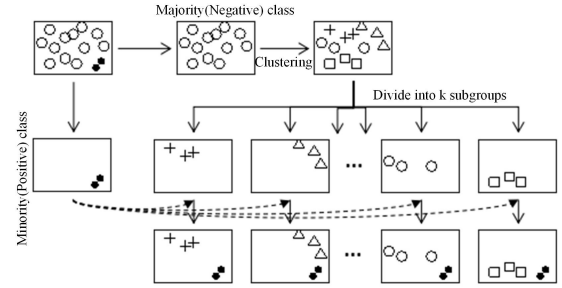 Majority(Negative) class
Clustering
Divide into k subgroups
Minority(Positive) class
...
...